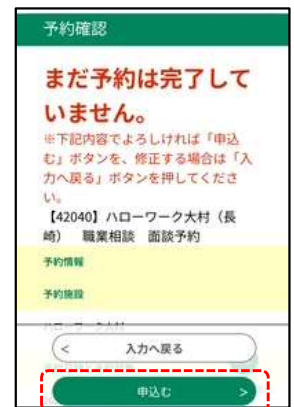 予約確認
まだ予約は完了して
いません。
※下記内容でよろしければ「申込
む」ボタンを、修正する場合は「入
力へ戻る」ボタンを押してくださ
い。
【42040】ハローワーク大村（長
崎） 職業相談 面談予約
予約情報
予約施設
< 入力へ戻る
申込む >